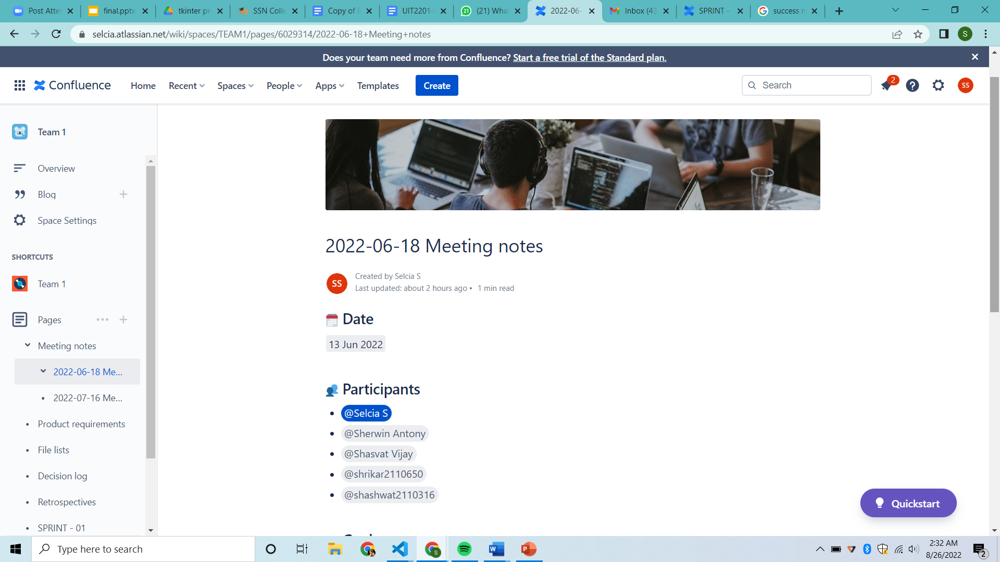 Post Atte
final.pptx
tkinter pr
SSN Colle
Copy of P
UIT2201-
(21) Wha
2022-06-
Inbox (43
SPRINT -
success m
selcia.atlassian.net/wiki/spaces/TEAM1/pages/6029314/2022-06-18+Meeting+notes
S
Does your team need more from Confluence? Start a free trial of the Standard plan.
Confluence
Home
Recent
Spaces
People
Apps
Templates
Create
Search
2
SS
Team 1
Overview
Blog
Space Settings
SHORTCUTS
Team 1
Pages
Meeting notes
2022-06-18 Me...
2022-07-16 Me...
Product requirements
File lists
Decision log
Retrospectives
SPRINT - 01
2022-06-18 Meeting notes
SS
Created by Selcia S
Last updated: about 2 hours ago • 1 min read
Date
13 Jun 2022
Participants
@Selcia S
@Sherwin Antony
@Shasvat Vijay
@shrikar2110650
@shashwat2110316
Quickstart
Type here to search
2:32 AM
8/26/2022
2